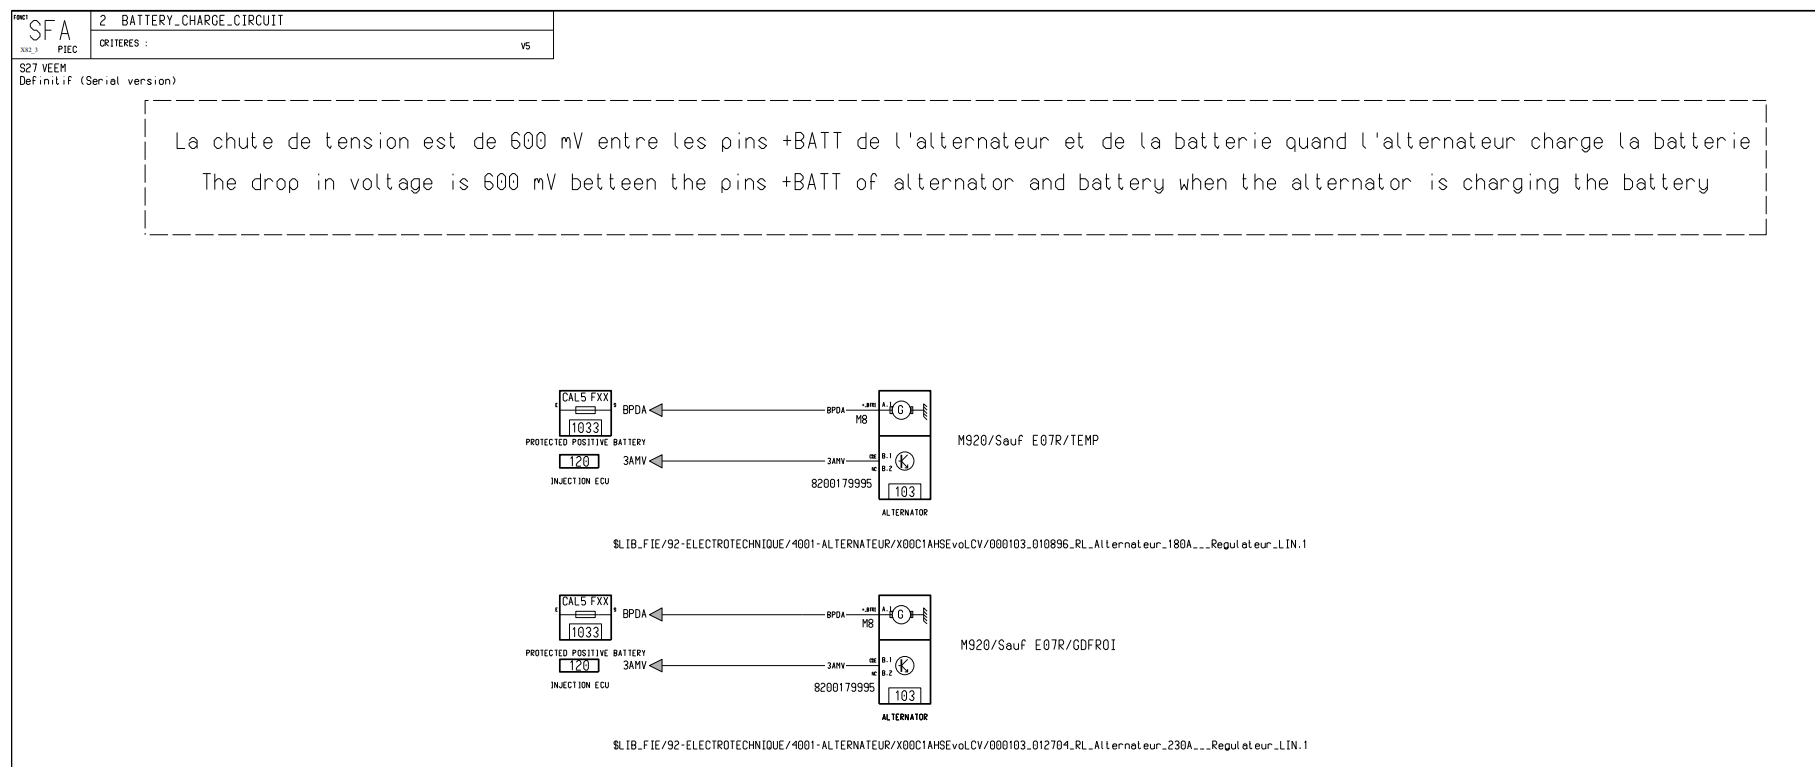 FONCT
SFA
X82_3 PIEC
2 BATTERY_CHARGE_CIRCUIT
CRITERES : V5
S27 VEEM
Definitif (Serial version)
La chute de tension est de 600 mV entre les pins +BATT de l'alternateur et de la batterie quand l'alternateur charge la batterie
The drop in voltage is 600 mV betteen the pins +BATT of alternator and battery when the alternator is charging the battery
CAL5 FXX
BPDA BPDA A.1 G
M8
1033
PROTECTED POSITIVE BATTERY
M920/Sauf E07R/TEMP
120 3AMV 3AMV B.1
NC B.2
INJECTION ECU
8200179995
103
ALTERNATOR
$LIB_FIE/92-ELECTROTECHNIQUE/4001-ALTERNATEUR/X00C1AHSEvoLCV/000103_010896_RL_Alternateur_180A___Regulateur_LIN.1
CAL5 FXX
BPDA BPDA A.1 G
M8
1033
M920/Sauf E07R/GDFROI
PROTECTED POSITIVE BATTERY
120 3AMV 3AMV B.1
NC B.2
INJECTION ECU
8200179995
103
ALTERNATOR
$LIB_FIE/92-ELECTROTECHNIQUE/4001-ALTERNATEUR/X00C1AHSEvoLCV/000103_012704_RL_Alternateur_230A___Regulateur_LIN.1